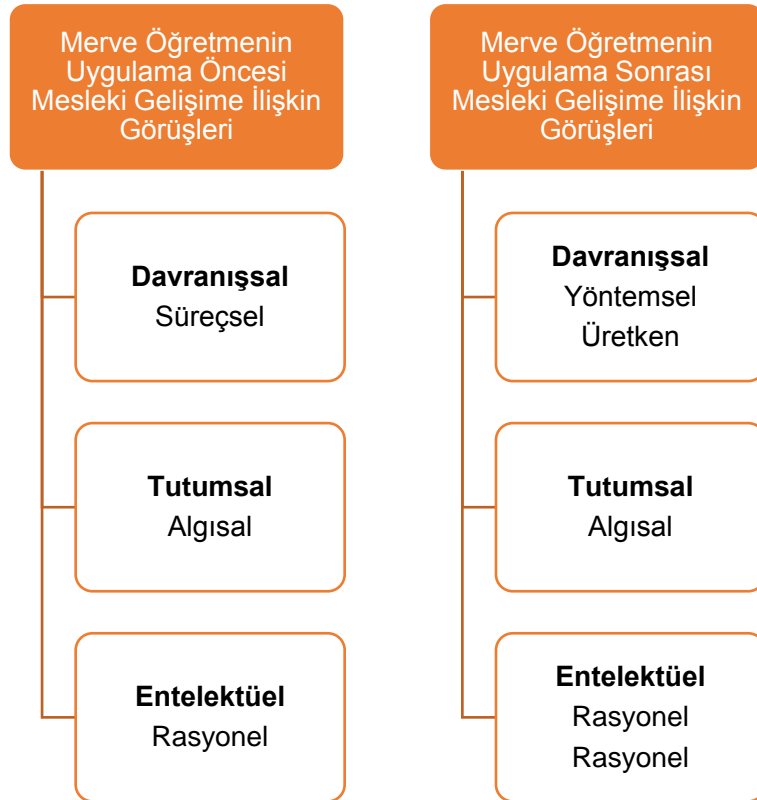 Merve Öğretmenin
Uygulama Öncesi
Mesleki Gelişime İlişkin
Görüşleri
Davranışsal
Süreçsel
Tutumsal
Algısal
Entelektüel
Rasyonel
Merve Öğretmenin
Uygulama Sonrası
Mesleki Gelişime İlişkin
Görüşleri
Davranışsal
Yöntemsel
Üretken
Tutumsal
Algısal
Entelektüel
Rasyonel
Rasyonel